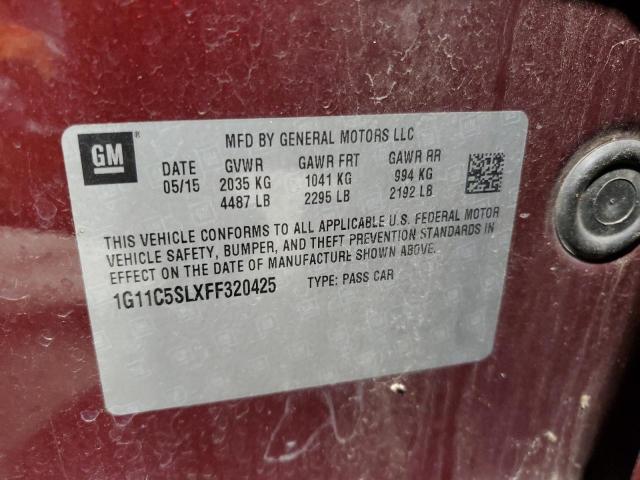 GM
®
MFD BY GENERAL MOTORS LLC
DATE GVWR GAWR FRT GAWR RR
05/15 2035 KG 1041 KG 994 KG
4487 LB 2295 LB 2192 LB
THIS VEHICLE CONFORMS TO ALL APPLICABLE U.S. FEDERAL MOTOR
VEHICLE SAFETY, BUMPER, AND THEFT PREVENTION STANDARDS IN
EFFECT ON THE DATE OF MANUFACTURE SHOWN ABOVE.
1G11C5SLXFF320425 TYPE: PASS CAR